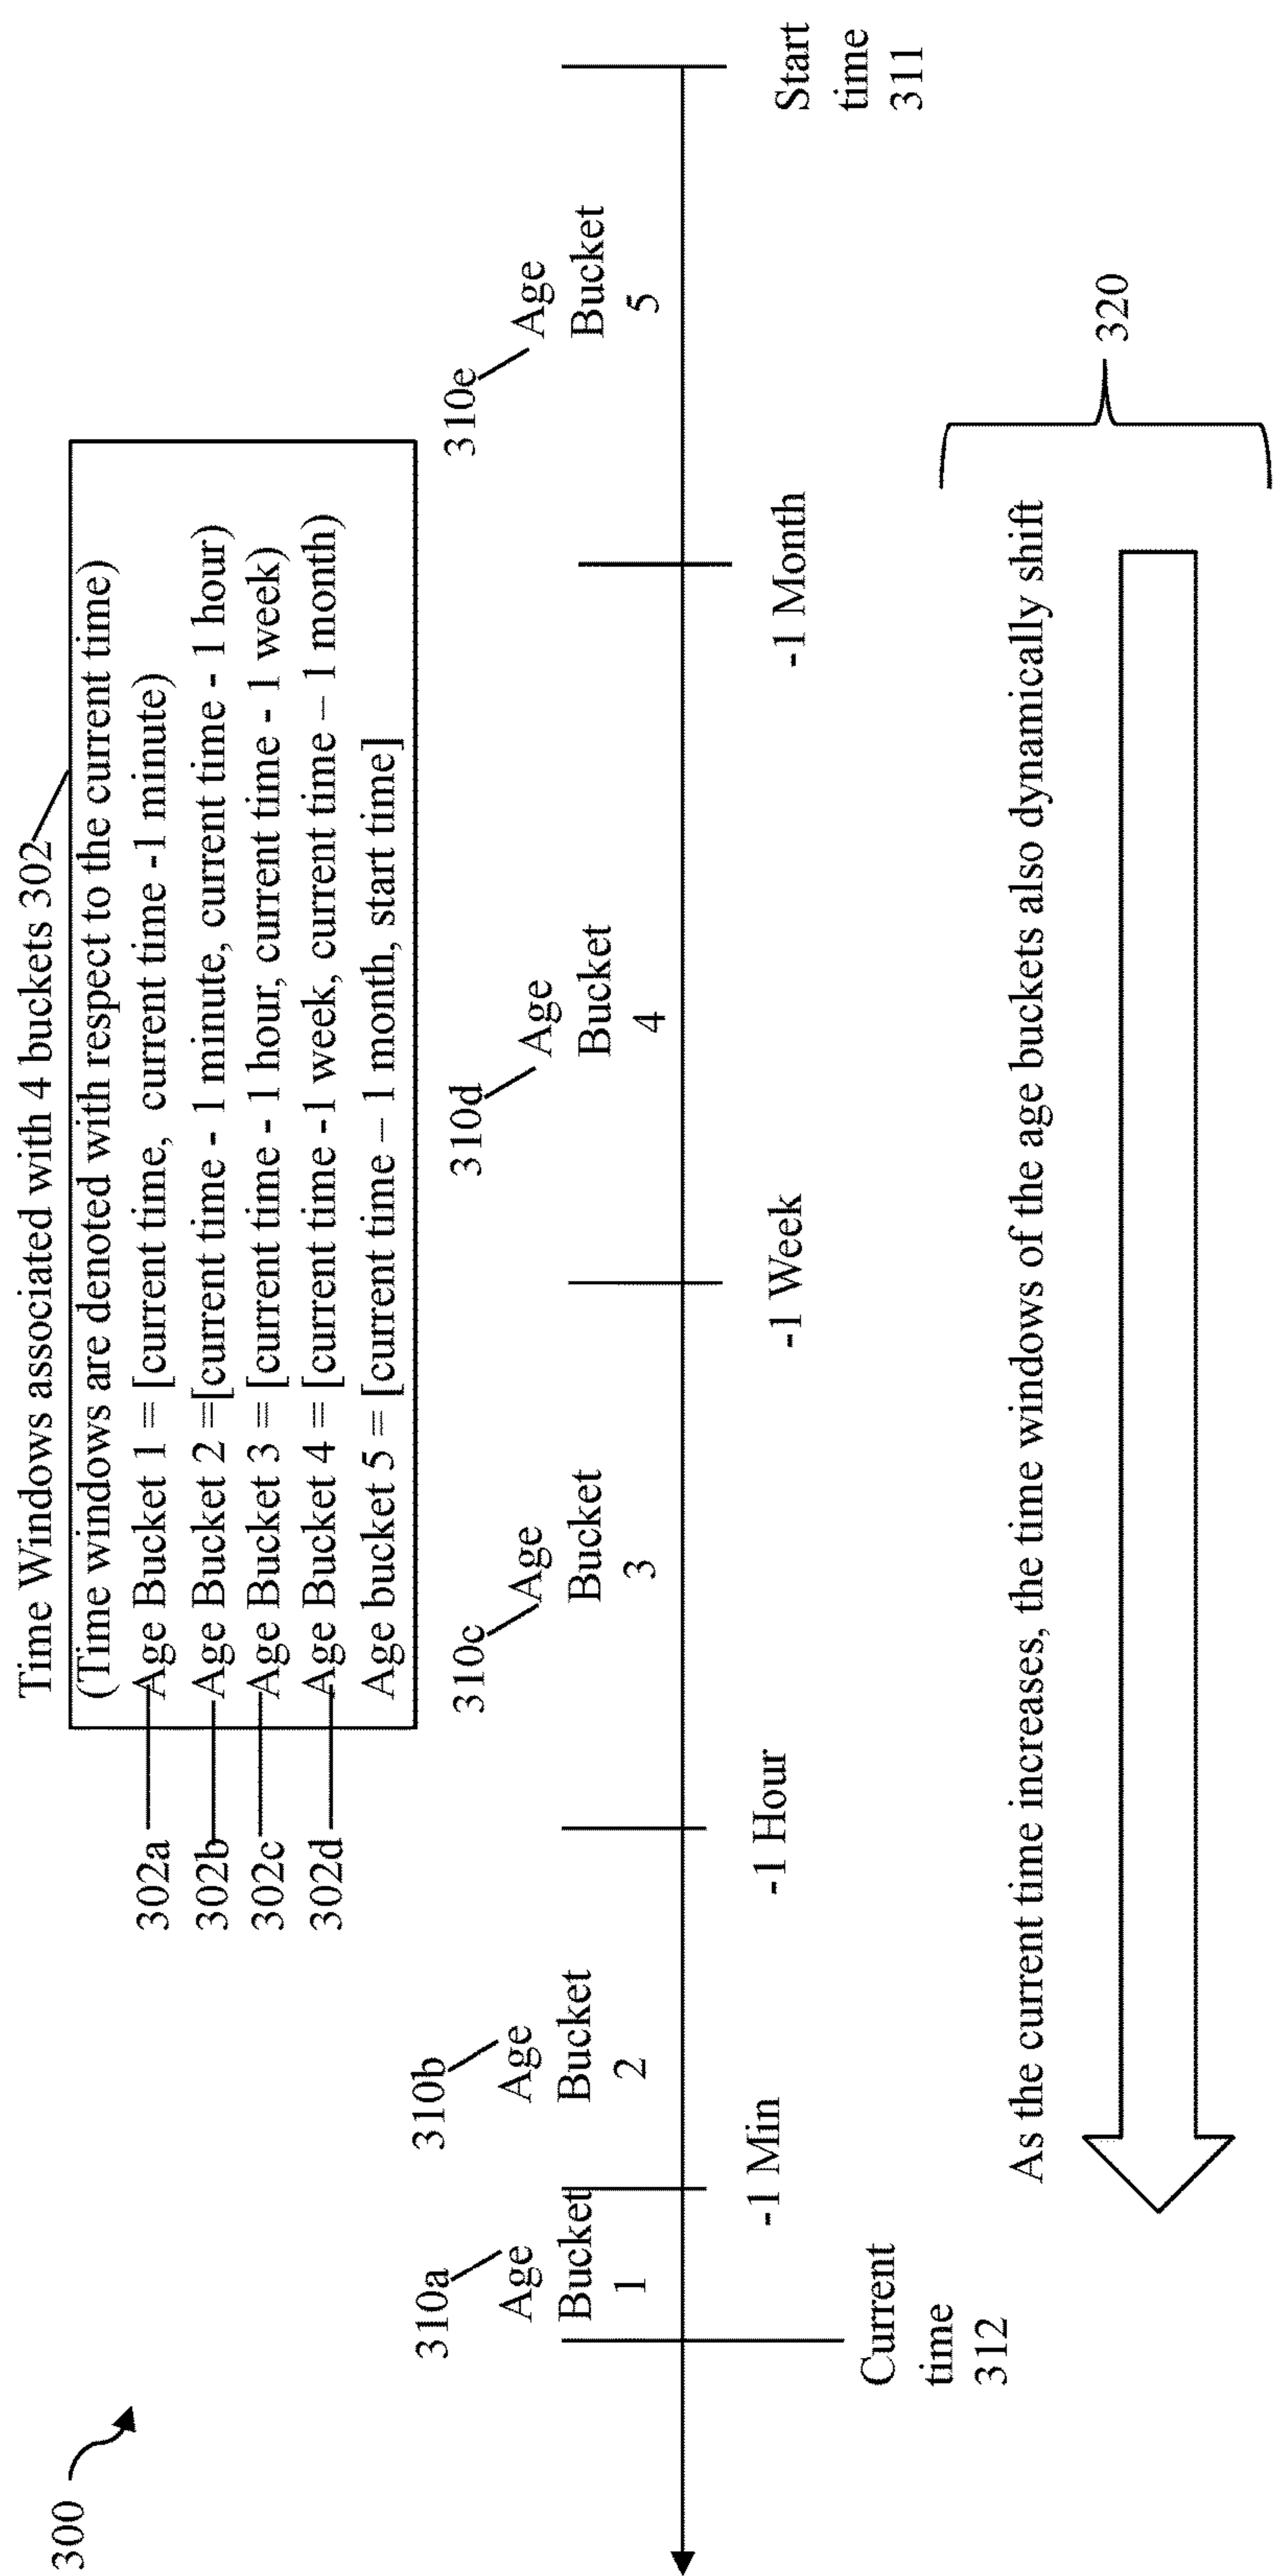 300
Time Windows associated with 4 buckets 302
(Time windows are denoted with respect to the current time)
302a Age Bucket 1 = [current time, current time -1 minute)
302b Age Bucket 2 =[current time - 1 minute, current time - 1 hour)
302c Age Bucket 3 = [current time - 1 hour, current time - 1 week)
302d Age Bucket 4 = [current time -1 week, current time – 1 month)
Age bucket 5 = [current time – 1 month, start time]
310a
Age
Bucket
1
310b
Age
Bucket
2
310c
Age
Bucket
3
310d
Age
Bucket
4
310e
Age
Bucket
5
Current
time
312
-1 Min
-1 Hour
-1 Week
-1 Month
Start
time
311
As the current time increases, the time windows of the age buckets also dynamically shift
320